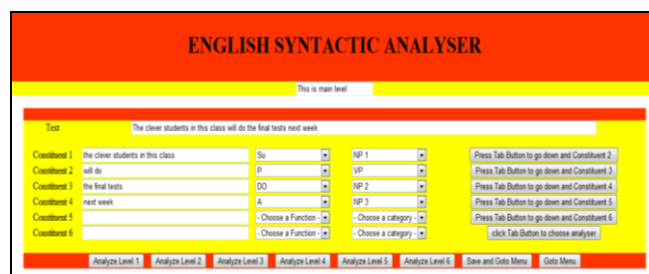 ENGLISH SYNTACTIC ANALYSER
This is main level
Text The clever students in this class will do the final tests next week
Constituent 1 the clever students in this class Su NP 1 Press Tab Button to go down and Constituent 2
Constituent 2 will do P VP Press Tab Button to go down and Constituent 3
Constituent 3 the final tests DO NP 2 Press Tab Button to go down and Constituent 4
Constituent 4 next week A NP 3 Press Tab Button to go down and Constituent 5
Constituent 5 - Choose a Function - - Choose a category - Press Tab Button to go down and Constituent 6
Constituent 6 - Choose a Function - - Choose a category - click Tab Button to choose analyser
Analyze Level 1 Analyze Level 2 Analyze Level 3 Analyze Level 4 Analyze Level 5 Analyze Level 6 Save and Goto Menu Goto Menu